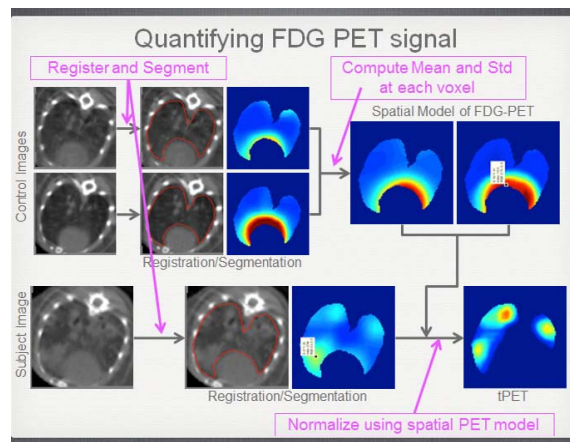 Quantifying FDG PET signal
Register and Segment
Compute Mean and Std
at each voxel
Spatial Model of FDG-PET
Control Images
Registration/Segmentation
Subject Image
Registration/Segmentation
tPET
Normalize using spatial PET model